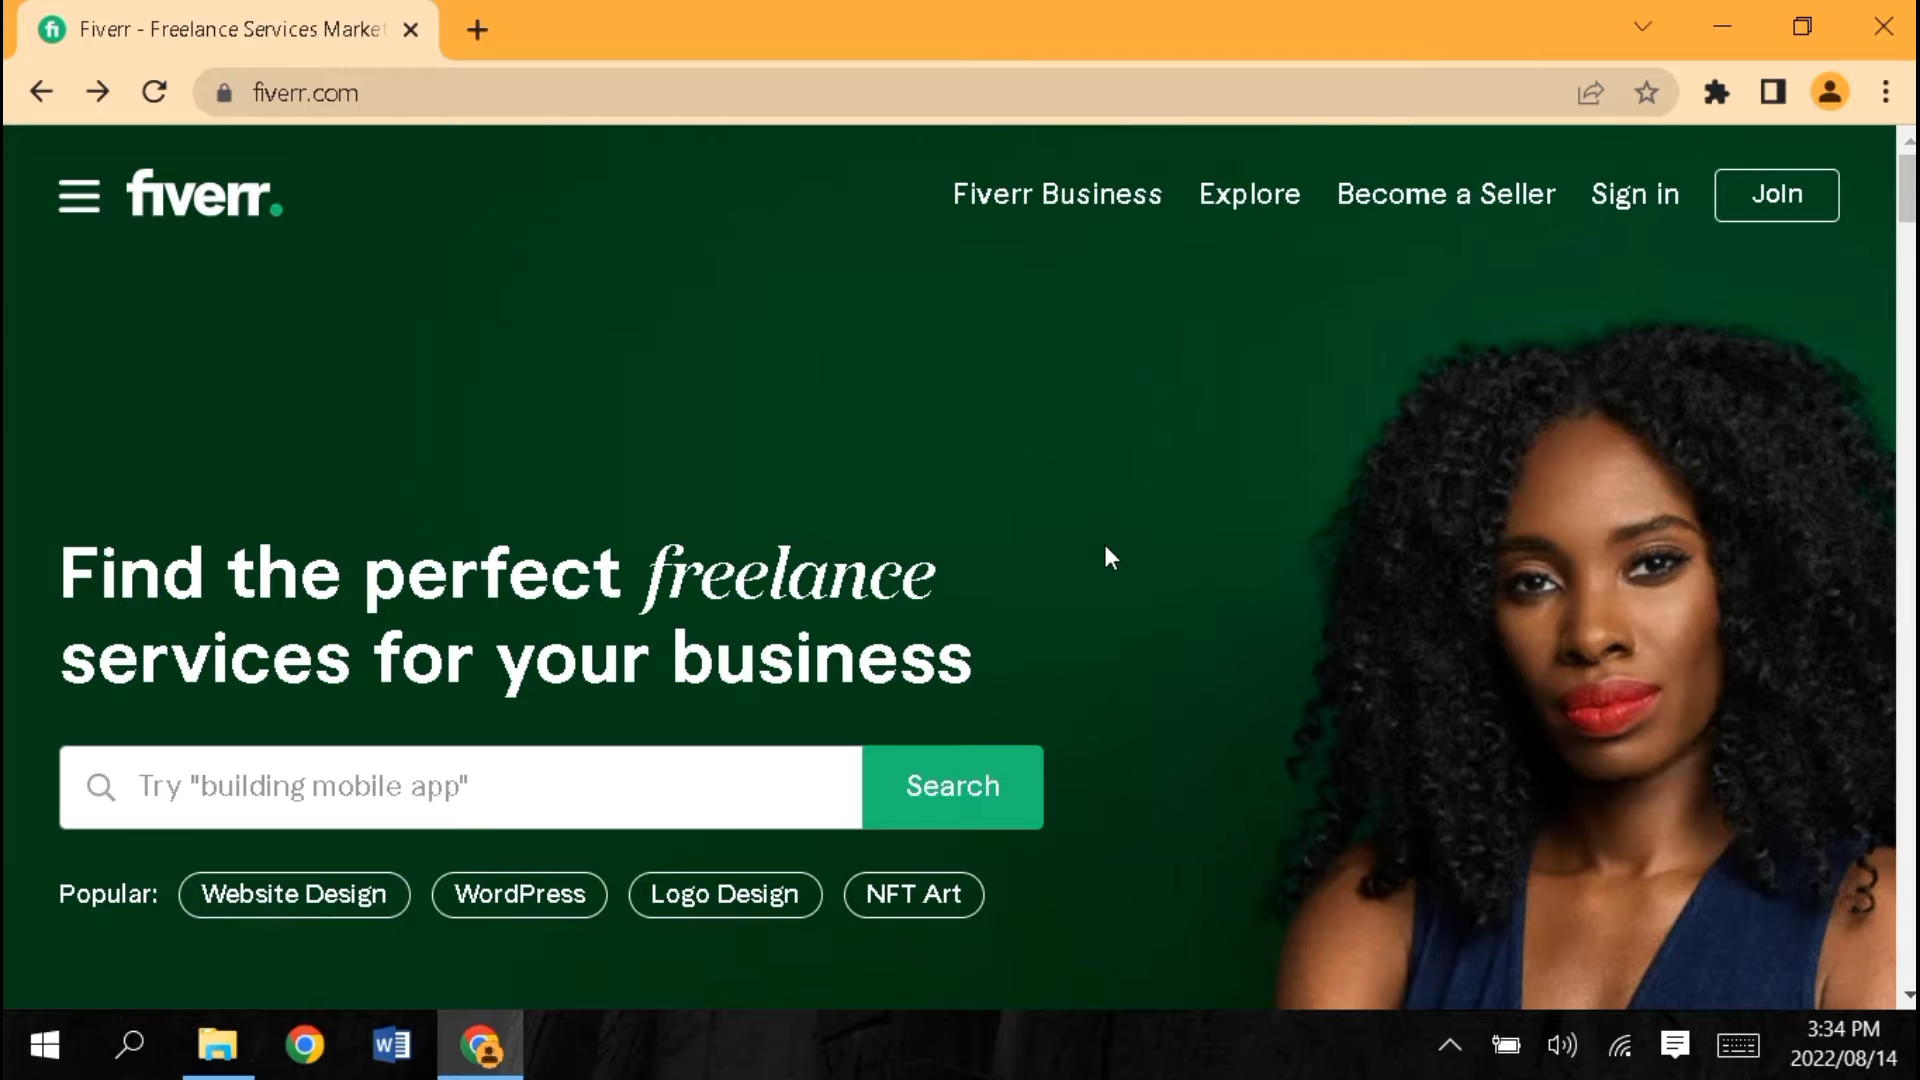 Fiverr - Freelance Services Market
fiverr.com
fiverr.
Fiverr Business
Explore
Become a Seller
Sign in
Join
Find the perfect freelance
services for your business
Try "building mobile app"
Search
Popular:
Website Design
WordPress
Logo Design
NFT Art
3:34 PM
2022/08/14